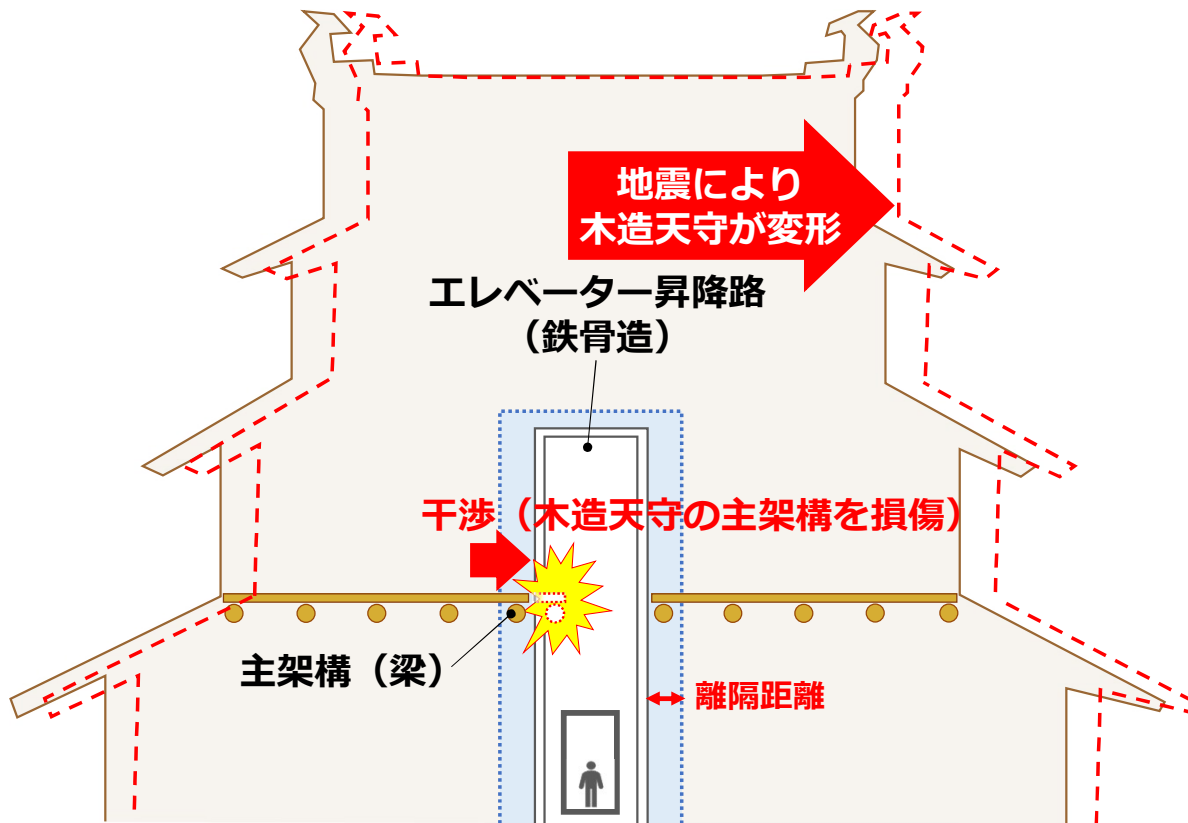 地震により
木造天守が変形
エレベーター昇降路
（鉄骨造）
干渉（木造天守の主架構を損傷）
主架構（梁）
離隔距離